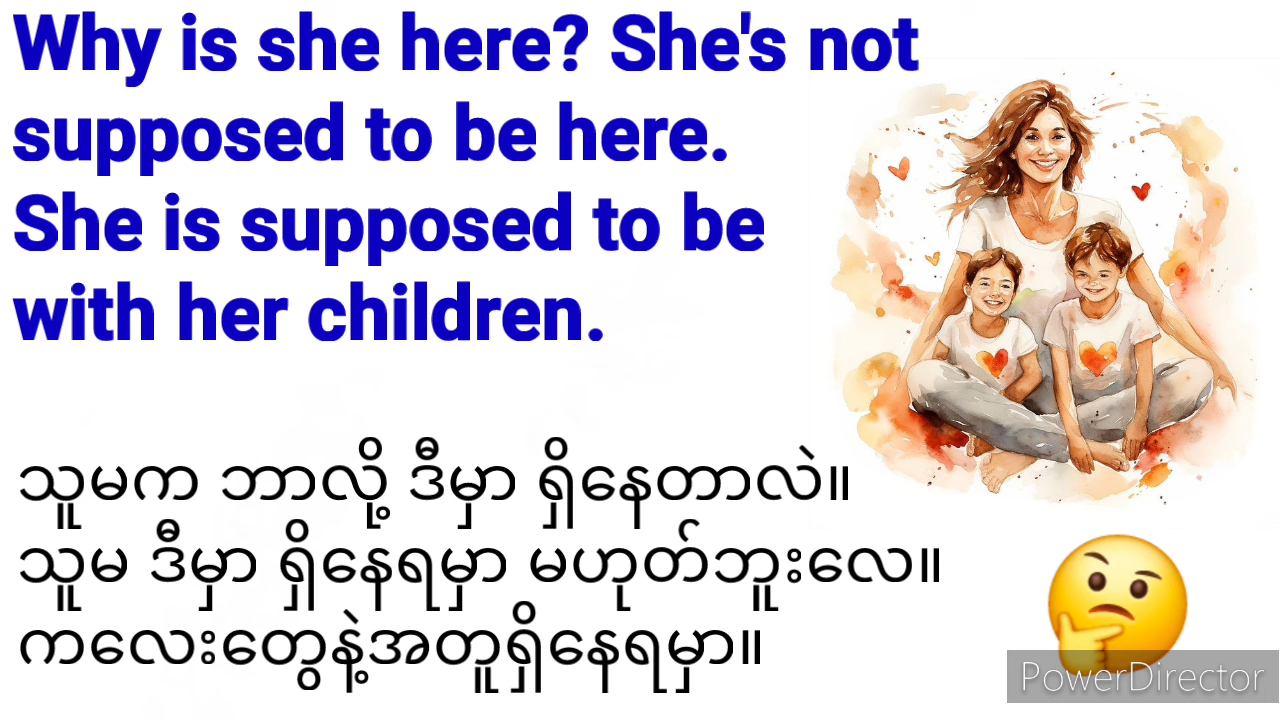 Why is she here? She's not
supposed to be here.
She is supposed to be
with her children.
သူမက ဘာလို့ ဒီမှာ ရှိနေတာလဲ။
သူမ ဒီမှာ ရှိနေရမှာ မဟုတ်ဘူးလေ။
ကလေးတွေနဲ့အတူရှိနေရမှာ။
PowerDirector